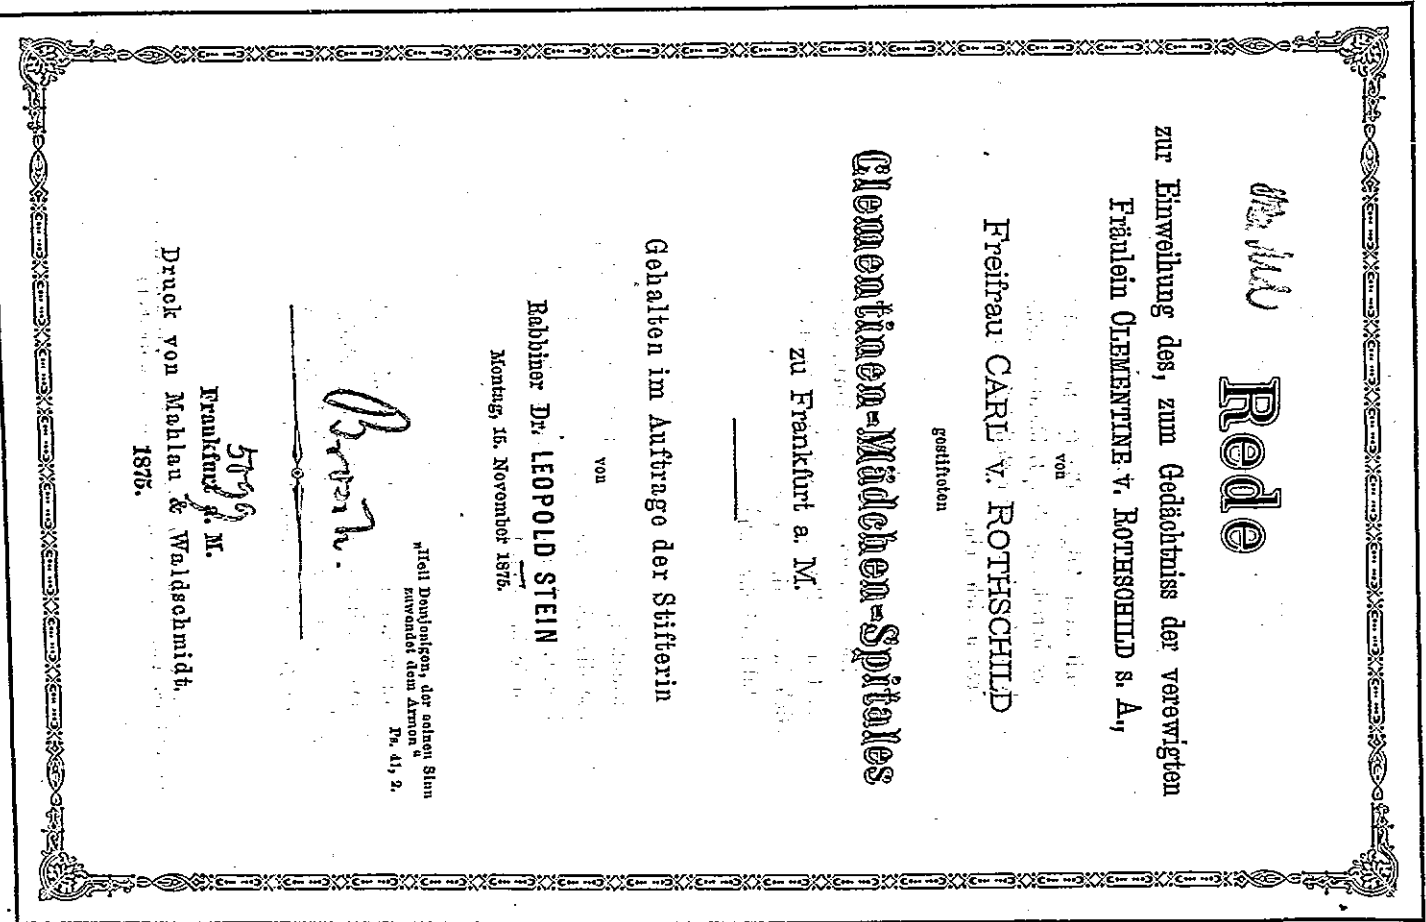 Rede
zur Einweihung des, zum Gedächtniss der verewigten
Fräulein CLEMENTINE v. ROTHSCHILD s. A.,
von
Freifrau CARL v. ROTHSCHILD
gestifteten
Clementinen-Mädchen-Spitales
zu Frankfurt a. M.
Gehalten im Auftrage der Stifterin
von
Rabbiner Dr. LEOPOLD STEIN
Montag, 15. November 1875.
„Heil Demjenigen, der seinen Sinn
zuwendet dem Armen“
Ps. 41, 2.
Frankfurt a. M.
Druck von Mahlau & Waldschmidt.
1875.